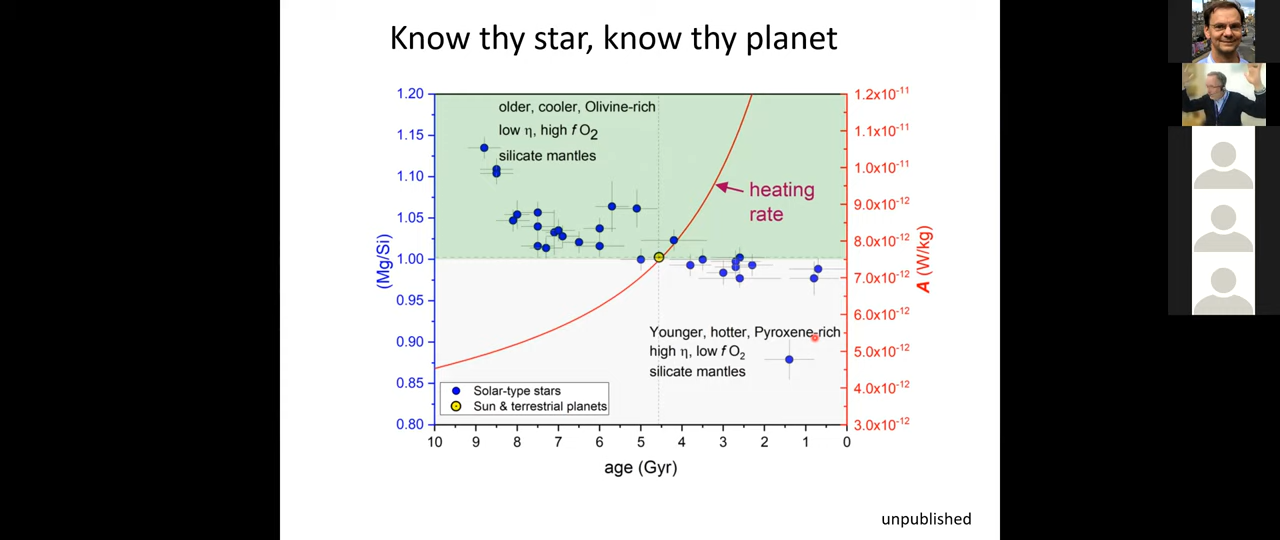 Know thy star, know thy planet
older, cooler, Olivine-rich
low η, high f O2
silicate mantles
heating
rate
Younger, hotter, Pyroxene-rich
high η, low f O2
silicate mantles
Solar-type stars
Sun & terrestrial planets
(Mg/Si)
1.20
1.15
1.10
1.05
1.00
0.95
0.90
0.85
0.80
A (W/kg)
1.2x10-11
1.1x10-11
1.0x10-11
9.0x10-12
8.0x10-12
7.0x10-12
6.0x10-12
5.0x10-12
4.0x10-12
3.0x10-12
10 9 8 7 6 5 4 3 2 1 0
age (Gyr)
unpublished